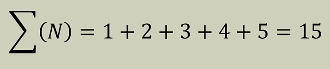 ∑(N) = 1 + 2 + 3 + 4 + 5 = 15